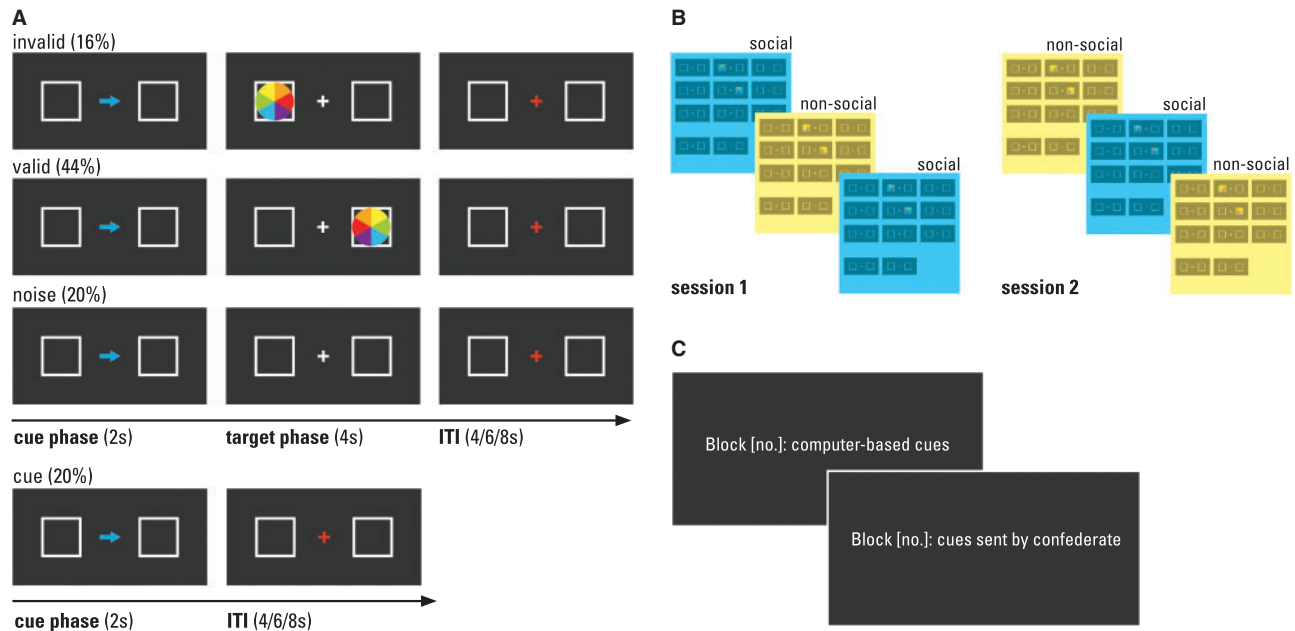 A
invalid (16%)
valid (44%)
noise (20%)
cue phase (2s) target phase (4s) ITI (4/6/8s)
cue (20%)
cue phase (2s) ITI (4/6/8s)
B
social
non-social
social
session 1
non-social
social
non-social
session 2
C
Block [no.]: computer-based cues
Block [no.]: cues sent by confederate